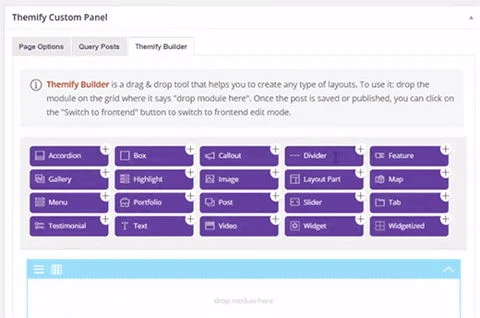 Themify Custom Panel
Page Options Query Posts Themify Builder
Themify Builder is a drag & drop tool that helps you to create any type of layouts. To use it: drop the
module on the grid where it says "drop module here". Once the post is saved or published, you can click on
the "Switch to frontend" button to switch to frontend edit mode.
Accordion Box Callout Divider Feature
Gallery Highlight Image Layout Part Map
Menu Portfolio Post Slider Tab
Testimonial Text Video Widget Widgetized
drop module here